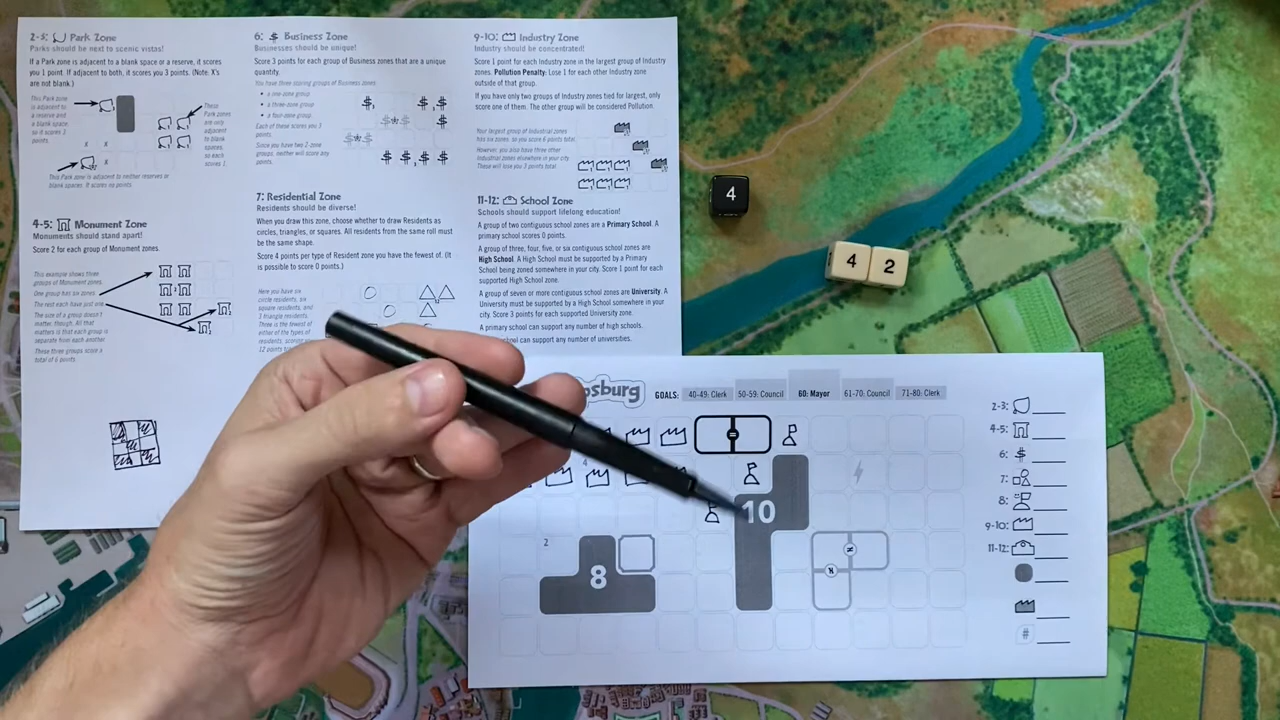 2-3: Park Zone
Parks should be next to scenic vistas!
If a Park zone is adjacent to a blank space or a reserve, it scores
you 1 point. If adjacent to both, it scores you 3 points. (Note: X's
are not blank.)
This Park zone
is adjacent
to a reserve
and a blank
space
so it scores 3
points.
These
Park zones
are only
adjacent
to blank
spaces,
so each
scores 1.
x x
x
This Park zone is adjacent to neither reserves or
blank spaces. It scores no points.
4-5: Monument Zone
Monuments should stand apart!
Score 2 for each group of Monument zones.
This example shows three
groups of Monument zones.
One group has six zones
The rest each have just one
The size of a group doesn't
matter, though. All that
matters is that each group is
separate from each another
These three groups score a
total of 6 points.
6: $ Business Zone
Businesses should be unique!
Score 3 points for each group of Business zones that are a unique
quantity.
You have three scoring groups of Business zones
• a one-zone group
• a three-zone group
• a four-zone group
Each of these scores you 3
points.
Since you have two 2-zone
groups, neither will score any
points.
7: Residential Zone
Residents should be diverse!
When you draw this zone, choose whether to draw Residents as
circles, triangles, or squares. All residents from the same roll must
be the same shape.
Score 4 points per type of Resident zone you have the fewest of. (It
is possible to score 0 points.)
Here you have six
circle residents, six
square residents, and
3 triangle residents.
Three is the fewest
of either of the types
9-10: Industry Zone
Industry should be concentrated!
Score 1 point for each Industry zone in the largest group of Industry
zones. Pollution Penalty: Lose 1 for each other Industry zone
outside of that group.
If you have only two groups of Industry zones tied for largest, only
score one of them. The other group will be considered Pollution.
Your largest group of Industrial zones
has six zones, so you score 6 points total.
However, you also have three other
Industrial zones elsewhere in your city.
These will lose you 3 points total.
11-12: School Zone
Schools should support lifelong education!
A group of two contiguous school zones are a Primary School. A
primary school scores 0 points.
A group of three, four, five, or six contiguous school zones are
High School. A High School must be supported by a Primary
School being zoned somewhere in your city. Score 1 point for each
supported High School zone.
A group of seven or more contiguous school zones are University. A
University must be supported by a High School somewhere in
your city. Score 3 points for each supported University zone.
A primary school can support any number of high schools.
school can support any number of universities.
4
4 2
osburg GOALS: 40-49: Clerk 50-59: Council 60: Mayor 61-70: Council 71-80: Clerk
=
4
10
2
8
≠
≠
2-3:
4-5:
6: $
7:
8:
9-10:
11-12:
#